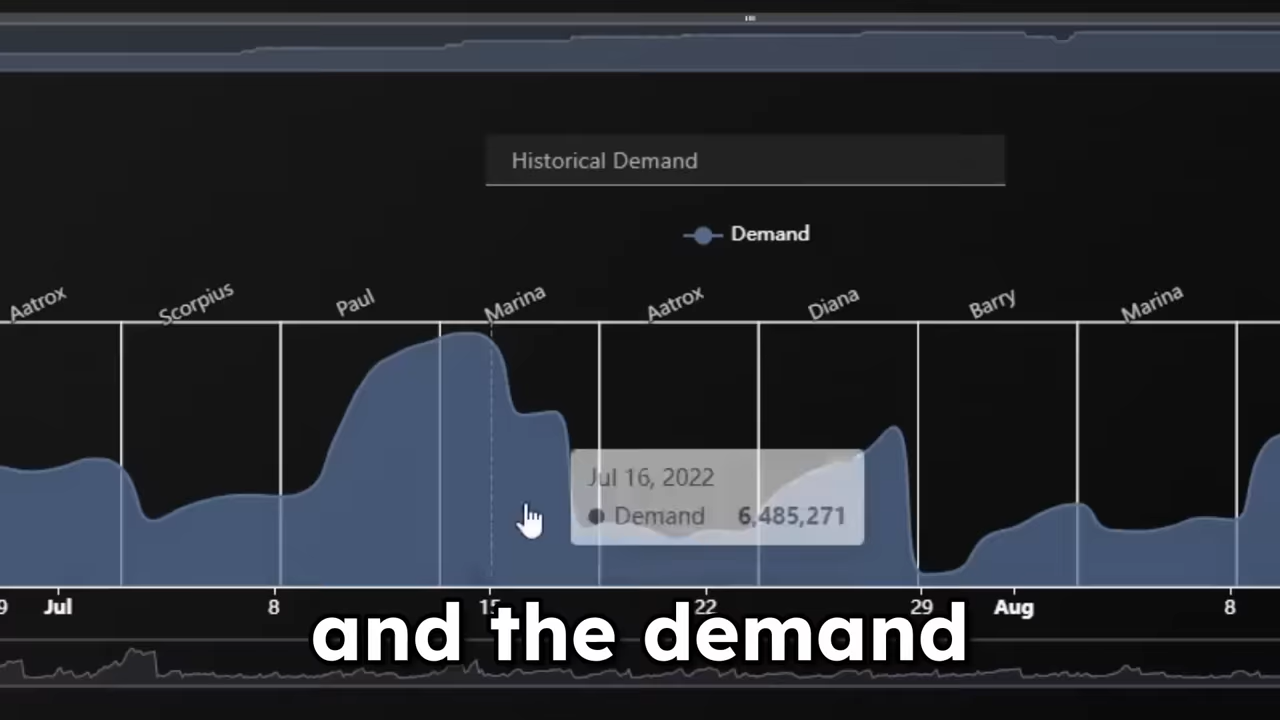 Historical Demand
Demand
Aatrox Scorpius Paul Marina Aatrox Diana Barry Marina
Jul 16, 2022
Demand 6,485,271
9 Jul 8 15 22 29 Aug 8
and the demand